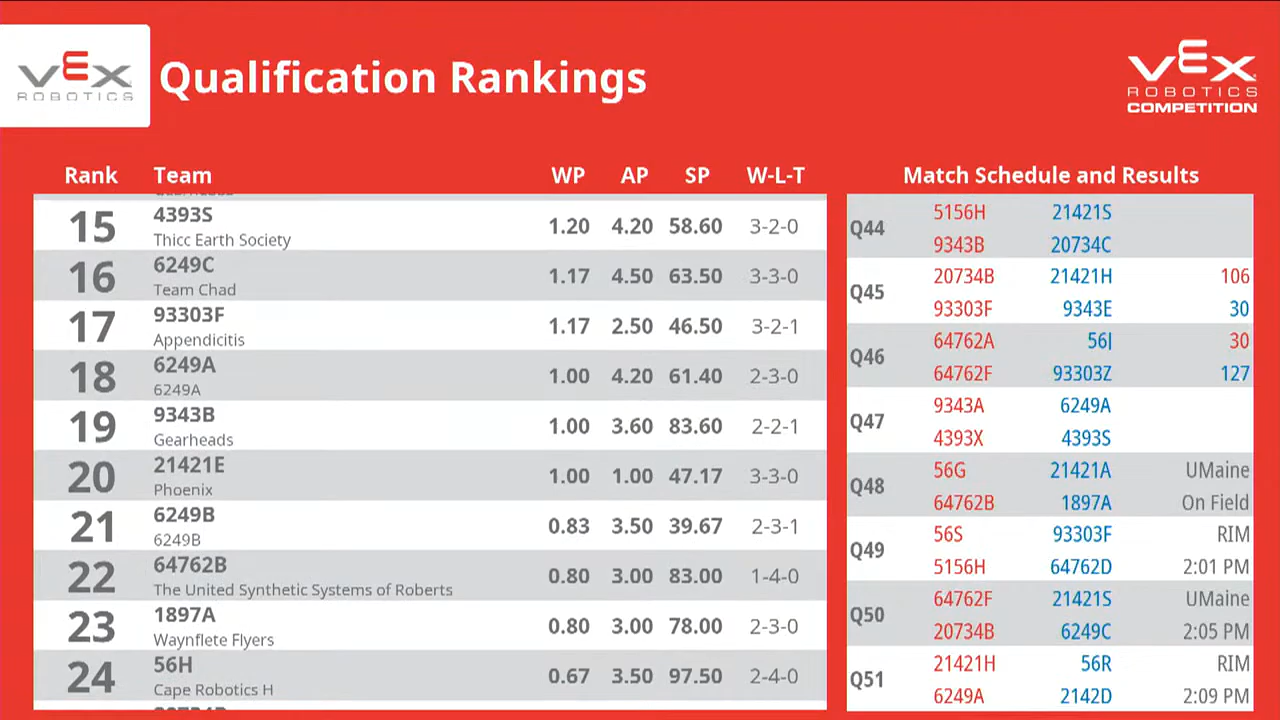 VEX
ROBOTICS
Qualification Rankings
VEX
ROBOTICS
COMPETITION
Rank Team WP AP SP W-L-T
15 4393S 1.20 4.20 58.60 3-2-0
Thicc Earth Society
16 6249C 1.17 4.50 63.50 3-3-0
Team Chad
17 93303F 1.17 2.50 46.50 3-2-1
Appendicitis
18 6249A 1.00 4.20 61.40 2-3-0
6249A
19 9343B 1.00 3.60 83.60 2-2-1
Gearheads
20 21421E 1.00 1.00 47.17 3-3-0
Phoenix
21 6249B 0.83 3.50 39.67 2-3-1
6249B
22 64762B 0.80 3.00 83.00 1-4-0
The United Synthetic Systems of Roberts
23 1897A 0.80 3.00 78.00 2-3-0
Waynflete Flyers
24 56H 0.67 3.50 97.50 2-4-0
Cape Robotics H
Match Schedule and Results
Q44 5156H 21421S
9343B 20734C
Q45 20734B 21421H 106
93303F 9343E 30
Q46 64762A 56J 30
64762F 93303Z 127
Q47 9343A 6249A
4393X 4393S
Q48 56G 21421A UMaine
64762B 1897A On Field
Q49 56S 93303F RIM
5156H 64762D 2:01 PM
Q50 64762F 21421S UMaine
20734B 6249C 2:05 PM
Q51 21421H 56R RIM
6249A 2142D 2:09 PM